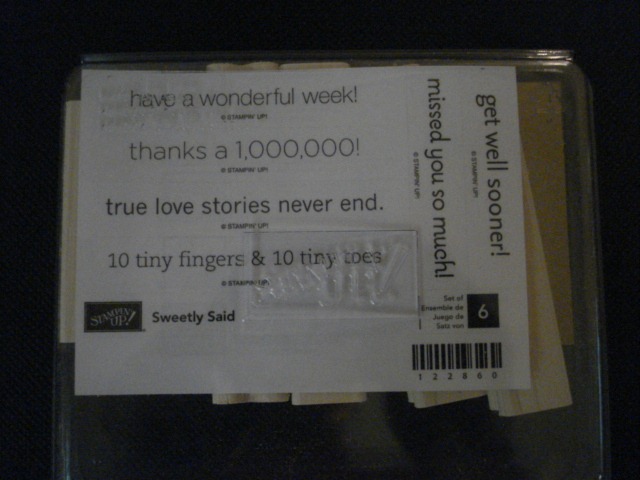 have a wonderful week!
© STAMPIN' UP!
thanks a 1,000,000!
© STAMPIN' UP!
true love stories never end.
© STAMPIN' UP!
10 tiny fingers & 10 tiny toes
© STAMPIN' UP!
missed you so much!
© STAMPIN' UP!
get well sooner!
© STAMPIN' UP!
STAMPIN' UP!
Sweetly Said
Set of
Ensemble de
Juego de
Satz von
6
122860